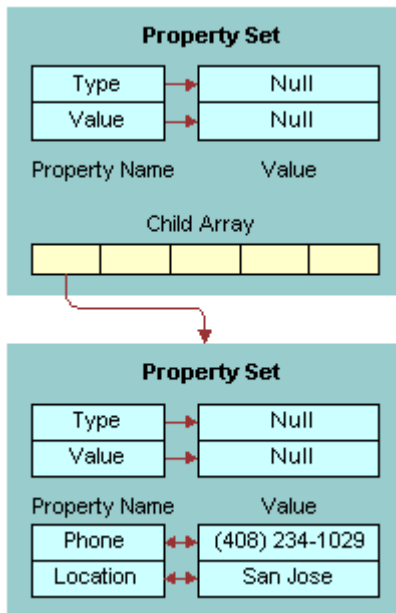 Property Set
Type Null
Value Null
Property Name Value
Child Array
Property Set
Type Null
Value Null
Property Name Value
Phone (408) 234-1029
Location San Jose